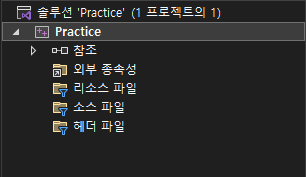 솔루션 'Practice' (1 프로젝트의 1)
Practice
참조
외부 종속성
리소스 파일
소스 파일
헤더 파일